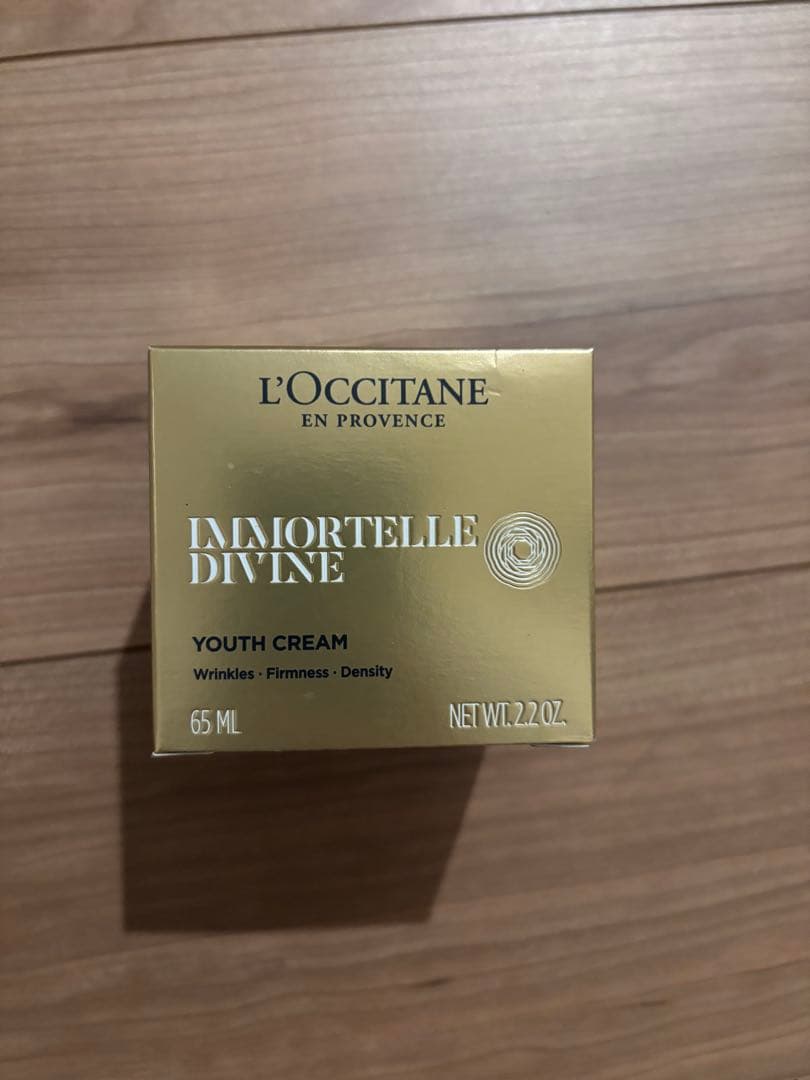 L'OCCITANE
EN PROVENCE
IMMORTELLE
DIVINE
YOUTH CREAM
Wrinkles · Firmness · Density
65 ML
NET WT. 2.2 OZ.